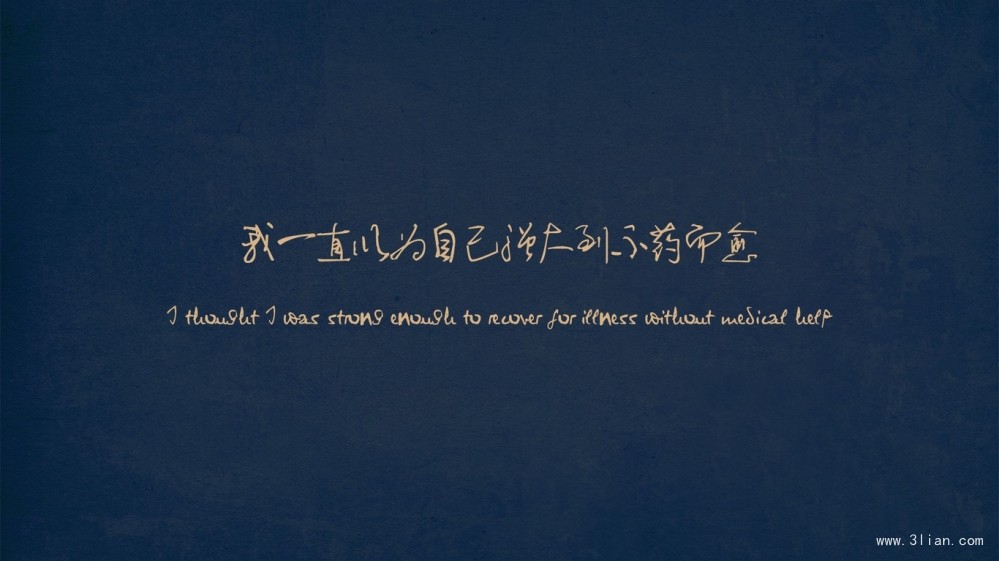 我一直以为自己强大到不药而愈
I thought I was strong enough to recover for illness without medical help
www.3lian.com